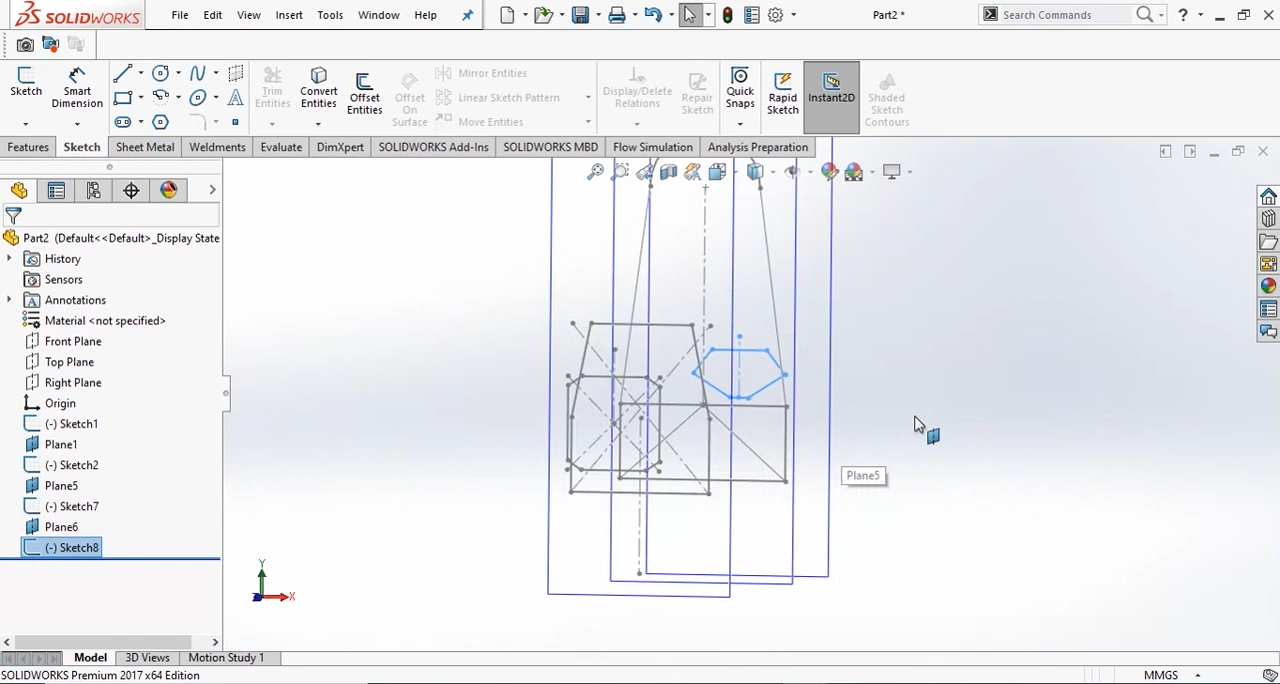 SOLIDWORKS File Edit View Insert Tools Window Help Part2 * Search Commands ?
Sketch Smart Dimension Trim Entities Convert Entities Offset Entities Offset On Surface Mirror Entities Linear Sketch Pattern Move Entities Display/Delete Relations Repair Sketch Quick Snaps Rapid Sketch Instant2D Shaded Sketch Contours
Features Sketch Sheet Metal Weldments Evaluate DimXpert SOLIDWORKS Add-Ins SOLIDWORKS MBD Flow Simulation Analysis Preparation
Part2 (Default<<Default>_Display State
History
Sensors
Annotations
Material <not specified>
Front Plane
Top Plane
Right Plane
Origin
(-) Sketch1
Plane1
(-) Sketch2
Plane5
(-) Sketch7
Plane6
(-) Sketch8
Plane5
Y
X
Model 3D Views Motion Study 1
SOLIDWORKS Premium 2017 x64 Edition MMGS